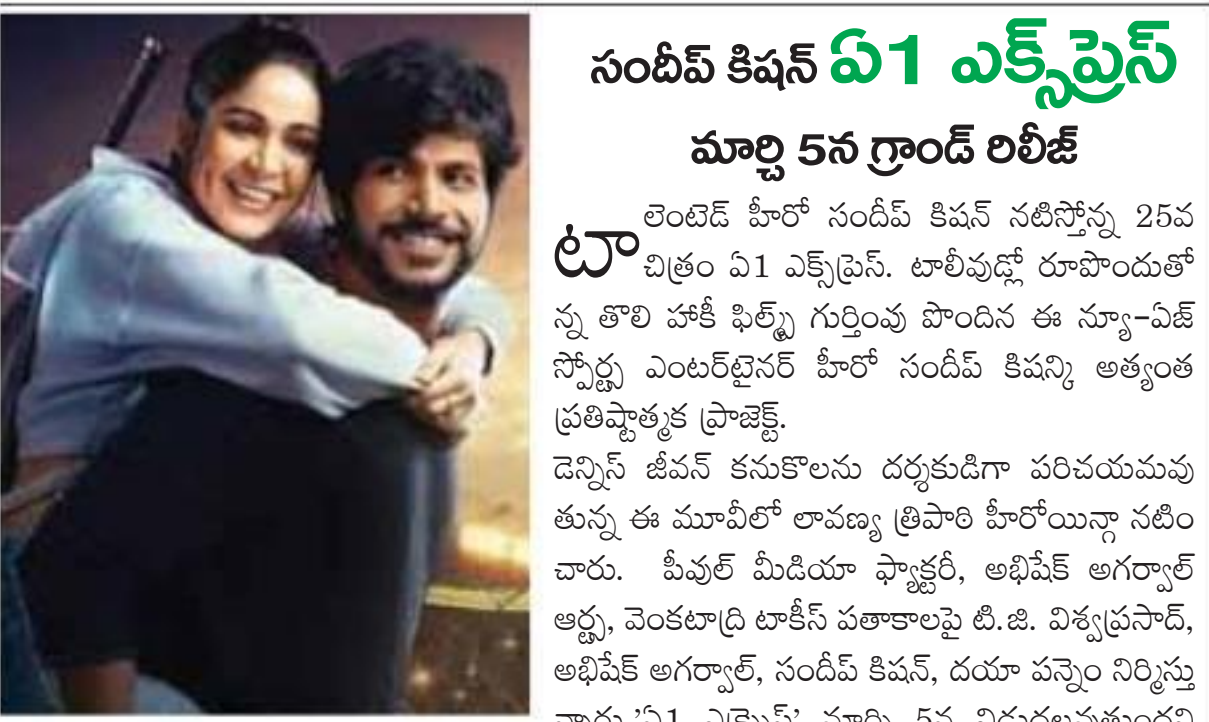 సందీప్ కిషన్ ఏ1 ఎక్స్‌ప్రెస్
మార్చి 5న గ్రాండ్ రిలీజ్
టాలెంటెడ్ హీరో సందీప్ కిషన్ నటిస్తోన్న 25వ
చిత్రం ఏ1 ఎక్స్‌ప్రెస్. టాలీవుడ్లో రూపొందుతో
న్న తొలి హాకీ ఫిల్మ్గా గుర్తింపు పొందిన ఈ న్యూ-ఏజ్
స్పోర్ట్స ఎంటర్‌టైనర్ హీరో సందీప్ కిషన్కి అత్యంత
ప్రతిష్టాత్మక ప్రాజెక్ట్.
డెన్నిస్ జీవన్ కనుకొలను దర్శకుడిగా పరిచయమవు
తున్న ఈ మూవీలో లావణ్య త్రిపాఠి హీరోయిన్గా నటిం
చారు. పీవుల్ మీడియా ఫ్యాక్టరీ, అభిషేక్ అగర్వాల్
ఆర్ట్స, వెంకటాద్రి టాకీస్ పతాకాలపై టి.జి. విశ్వప్రసాద్,
అభిషేక్ అగర్వాల్, సందీప్ కిషన్, దయా పన్నెం నిర్మిస్తు